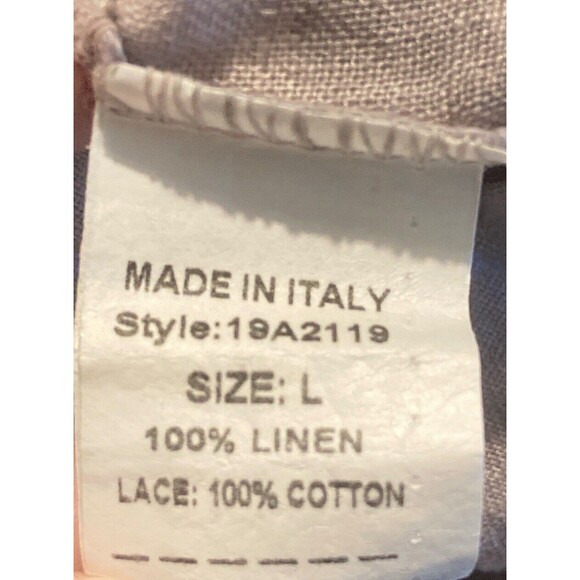 MADE IN ITALY
Style:19A2119
SIZE: L
100% LINEN
LACE: 100% COTTON